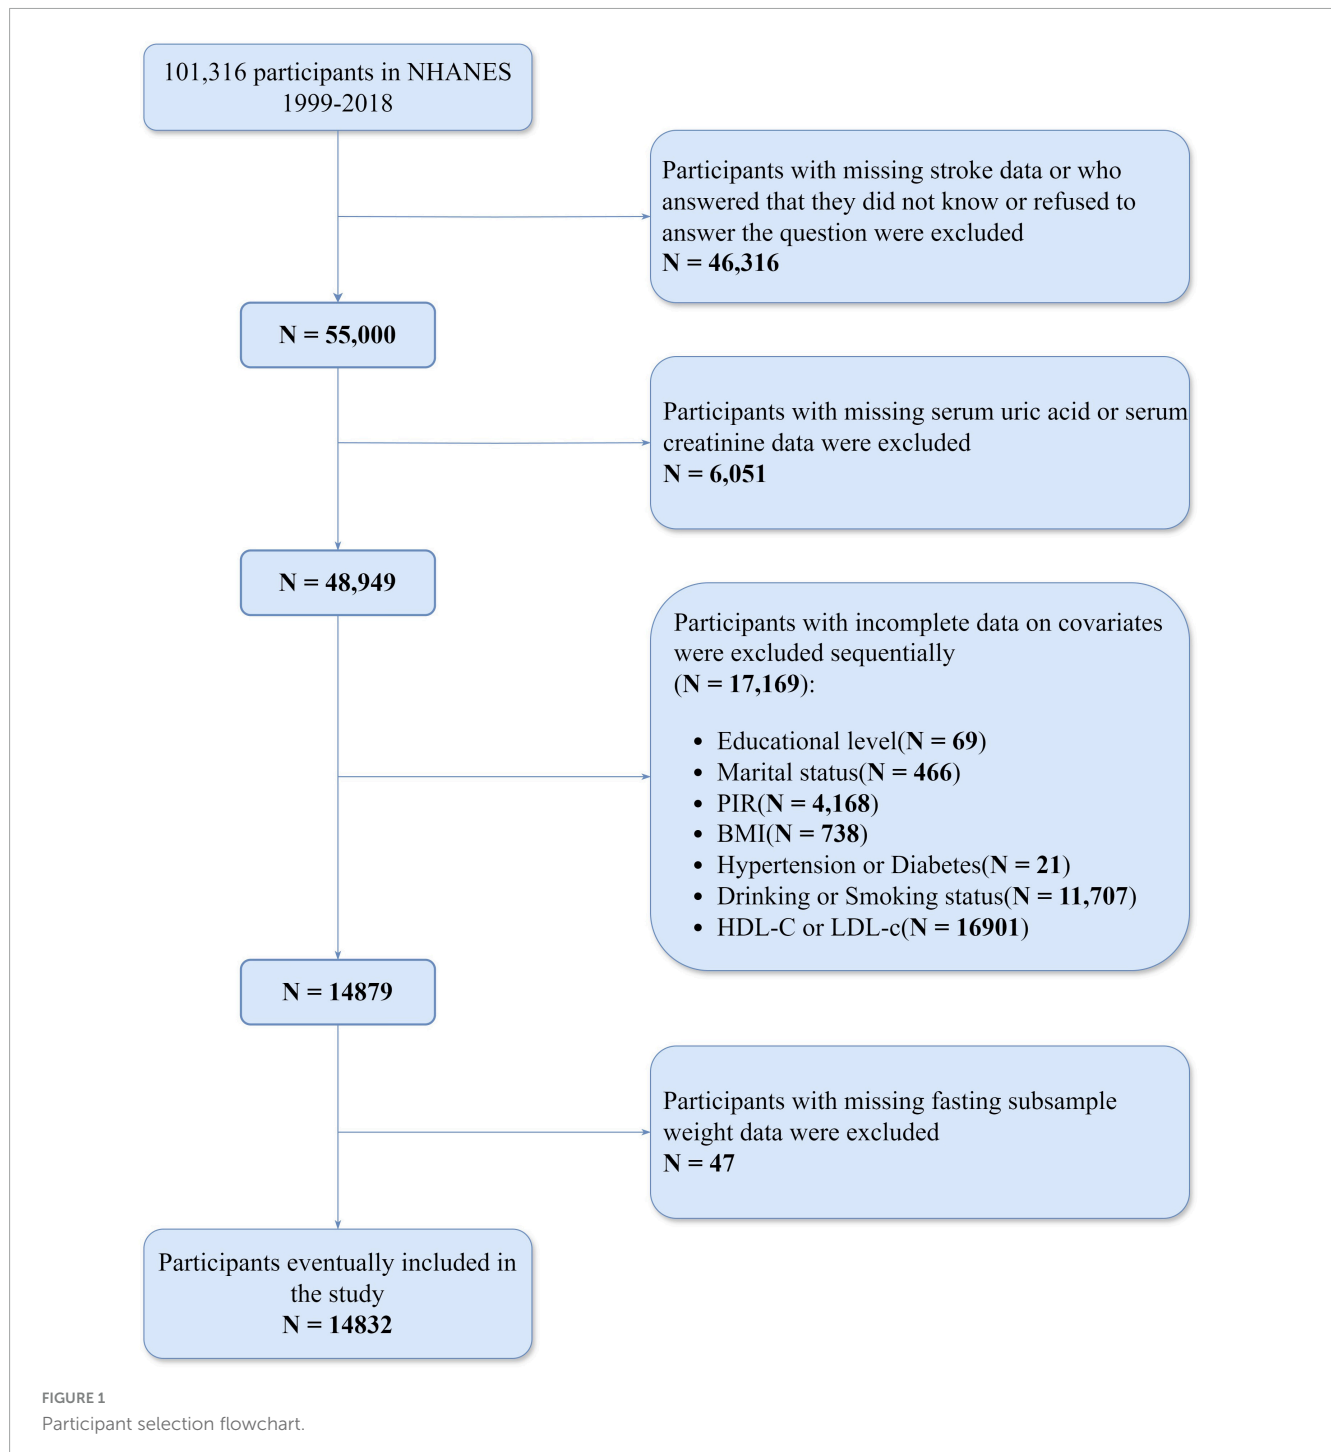 101,316 participants in NHANES
1999-2018
Participants with missing stroke data or who
answered that they did not know or refused to
answer the question were excluded
N = 46,316
N = 55,000
Participants with missing serum uric acid or serum
creatinine data were excluded
N = 6,051
N = 48,949
Participants with incomplete data on covariates
were excluded sequentially
(N = 17,169):
• Educational level(N = 69)
• Marital status(N = 466)
• PIR(N = 4,168)
• BMI(N = 738)
• Hypertension or Diabetes(N = 21)
• Drinking or Smoking status(N = 11,707)
• HDL-C or LDL-c(N = 16901)
N = 14879
Participants with missing fasting subsample
weight data were excluded
N = 47
Participants eventually included in
the study
N = 14832
FIGURE 1
Participant selection flowchart.